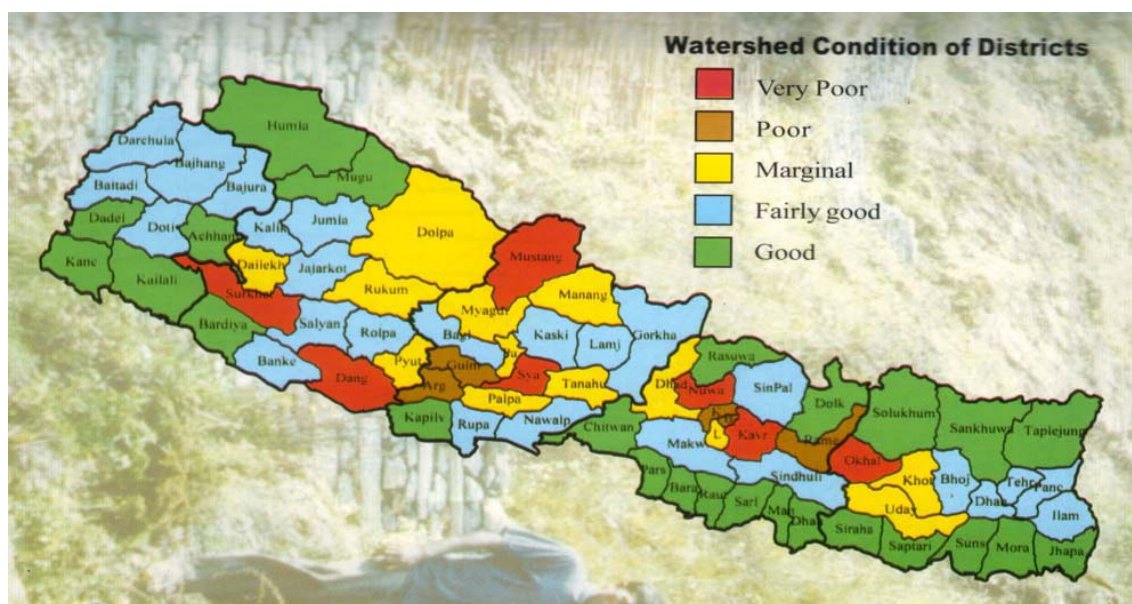 Watershed Condition of Districts
Very Poor
Poor
Marginal
Fairly good
Good
Humla
Darchula
Bajhang
Mugu
Baitadi
Bajura
Dadel
Doti
Achham
Kalik
Jumla
Dolpa
Mustang
Kanc
Kailali
Dailekh
Jajarkot
Rukum
Manang
Surkhet
Myagdi
Bardiya
Salyan
Rolpa
Bagl
Kaski
Lamj
Gorkha
Banke
Pyut
Gulm
Rasuwa
Dang
Arg
Sya
Tanahu
Dhad
Nuwa
SinPal
Palpa
Dolk
Solukhum
Kapilv
Rupa
Nawalp
Chitwan
Sankhuwa
Taplejung
Makw
L
Kavr
Rame
Okhal
Pars
Sindhuli
Khot
Bhoj
Tehr
Panc
Bara
Raut
Sarl
Dhan
Mah
Dha
Uday
Ilam
Siraha
Saptari
Suns
Mora
Jhapa